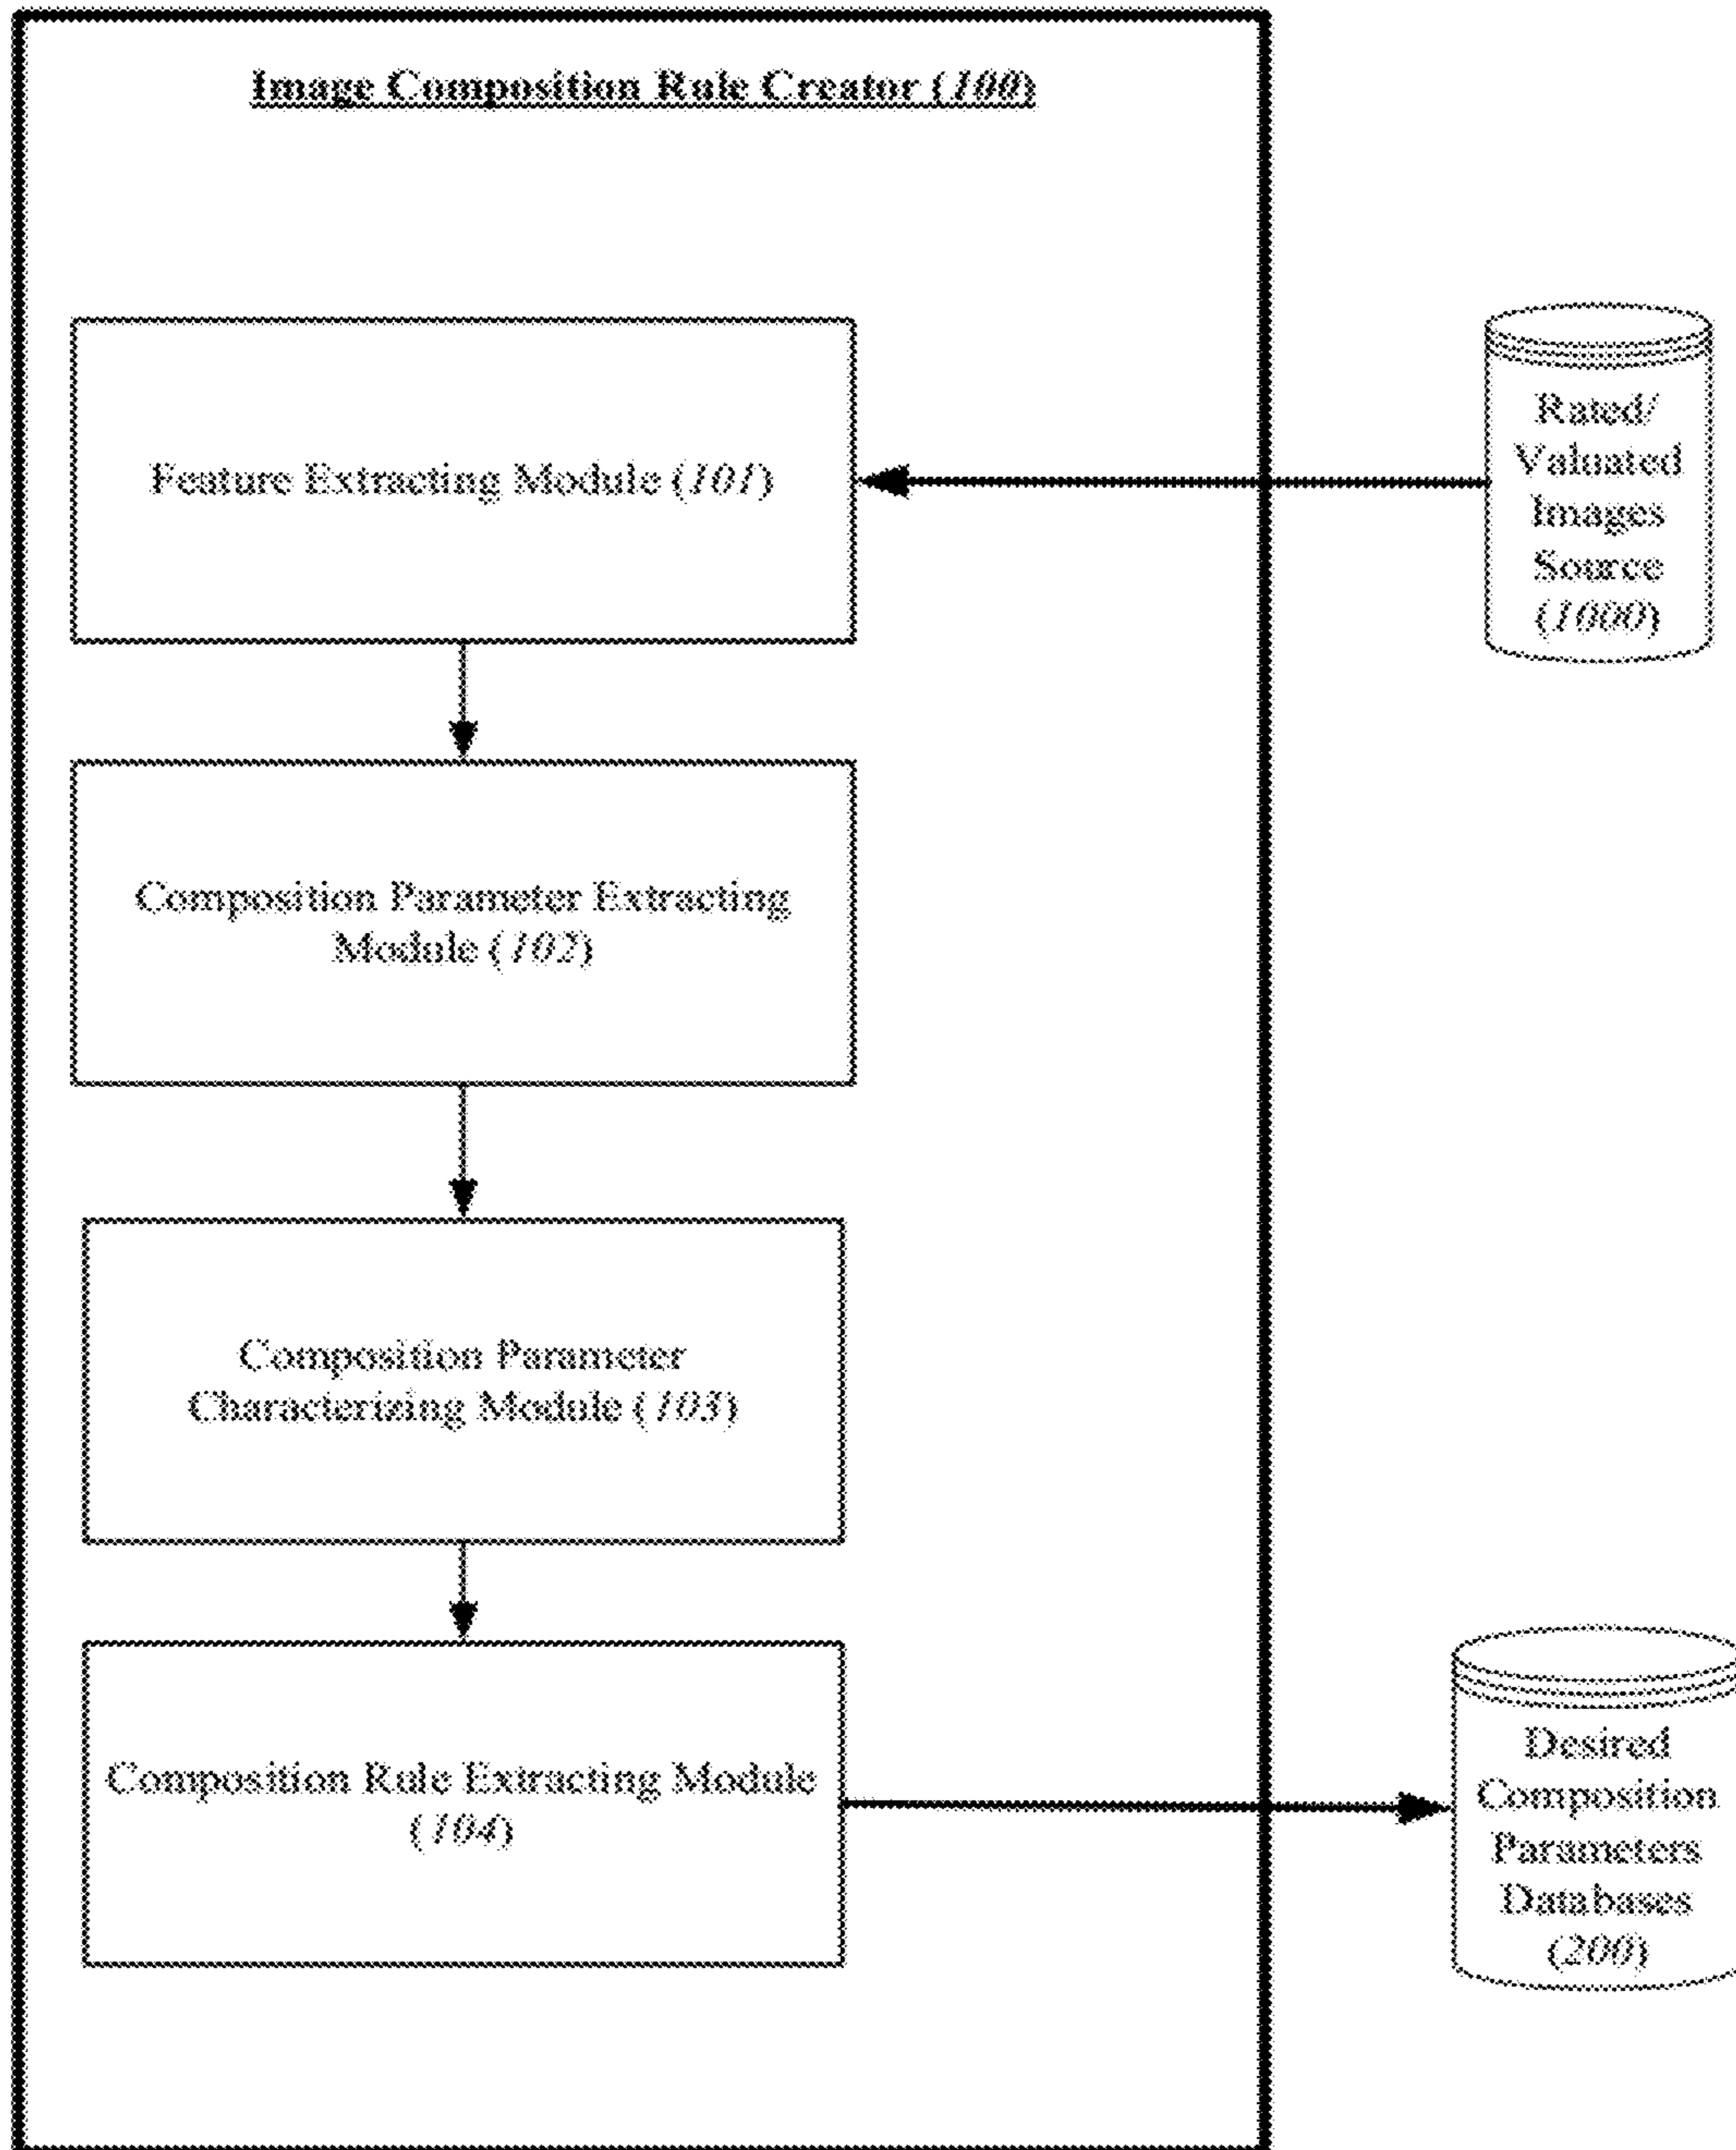 Image Composition Rule Creator (100)
Feature Extracting Module (101)
Rated/
Valuated
Images
Source
(1000)
Composition Parameter Extracting
Module (102)
Composition Parameter
Characterizing Module (103)
Composition Rule Extracting Module
(104)
Desired
Composition
Parameters
Databases
(200)